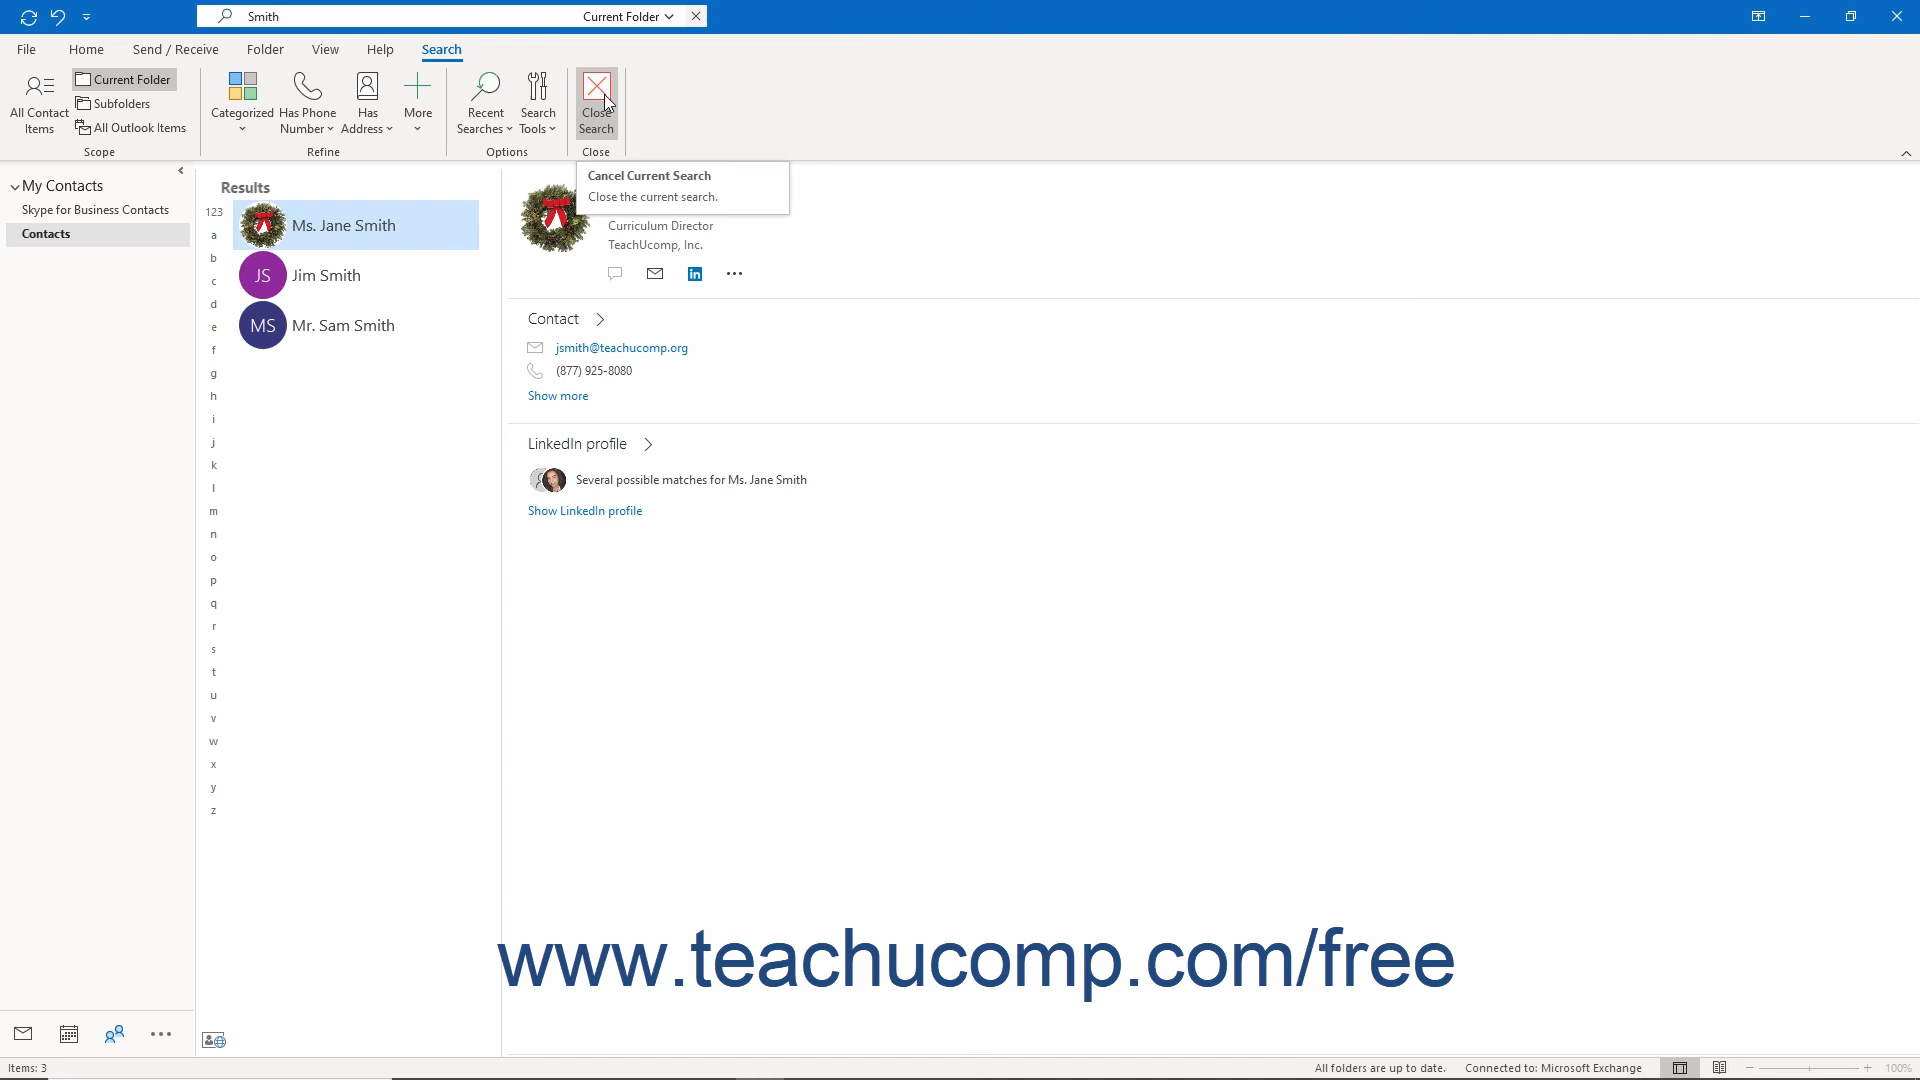 Smith Current Folder
File Home Send / Receive Folder View Help Search
All Contact Items
Current Folder
Subfolders
All Outlook Items
Scope
Categorized
Has Phone Number
Has Address
More
Refine
Recent Searches
Search Tools
Options
Close Search
Close
Cancel Current Search
Close the current search.
My Contacts
Skype for Business Contacts
Contacts
Results
123
a
b
c
d
e
f
g
h
i
j
k
l
m
n
o
p
q
r
s
t
u
v
w
x
y
z
Ms. Jane Smith
JS Jim Smith
MS Mr. Sam Smith
Curriculum Director
TeachUcomp, Inc.
in
Contact
jsmith@teachucomp.org
(877) 925-8080
Show more
LinkedIn profile
Several possible matches for Ms. Jane Smith
Show LinkedIn profile
www.teachucomp.com/free
Items: 3 All folders are up to date. Connected to: Microsoft Exchange 100%